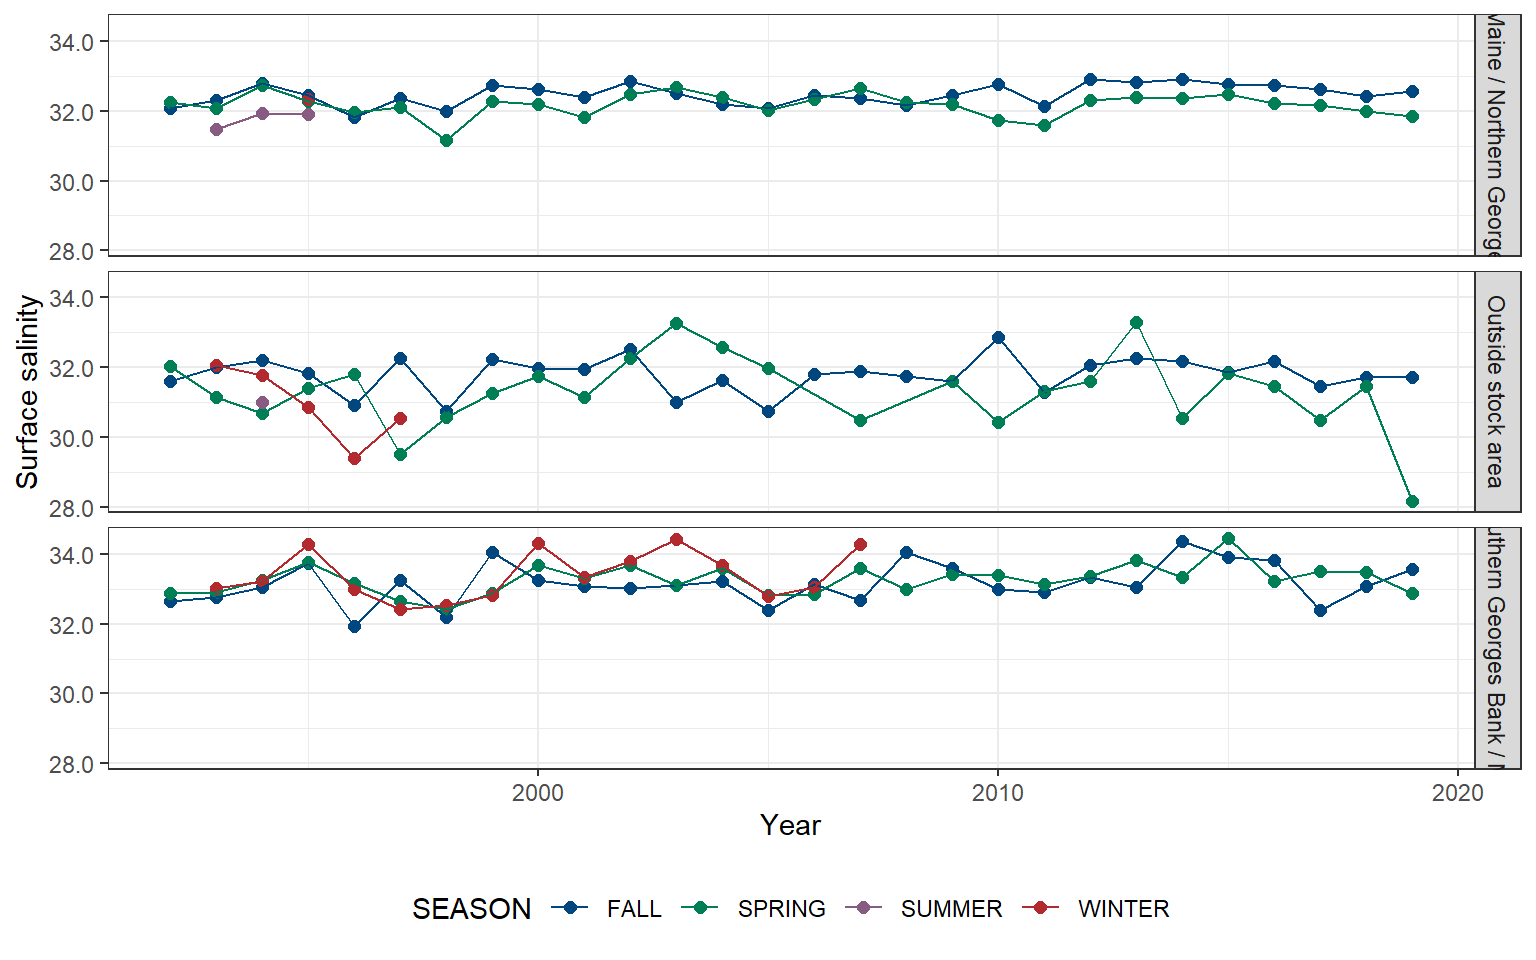 34.0
32.0
30.0
28.0
Maine / Northern George
34.0
32.0
30.0
28.0
Outside stock area
34.0
32.0
30.0
28.0
uthern Georges Bank /
Surface salinity
2000 2010 2020
Year
SEASON FALL SPRING SUMMER WINTER